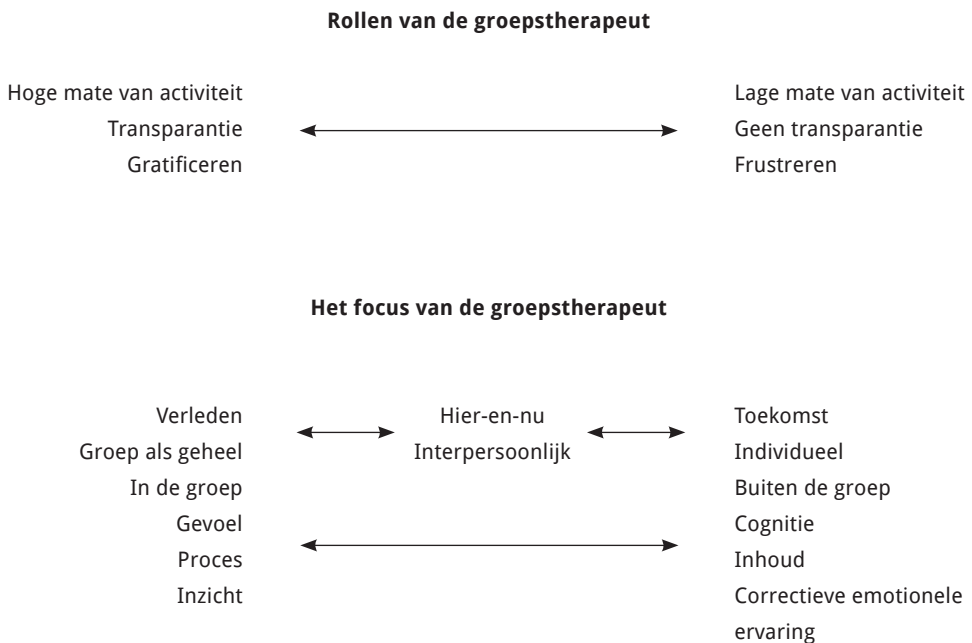 Rollen van de groepstherapeut
Hoge mate van activiteit Lage mate van activiteit
Transparantie Geen transparantie
Gratificeren Frustreren
Het focus van de groepstherapeut
Verleden Hier-en-nu Toekomst
Groep als geheel Interpersoonlijk Individueel
In de groep Buiten de groep
Gevoel Cognitie
Proces Inhoud
Inzicht Correctieve emotionele
ervaring